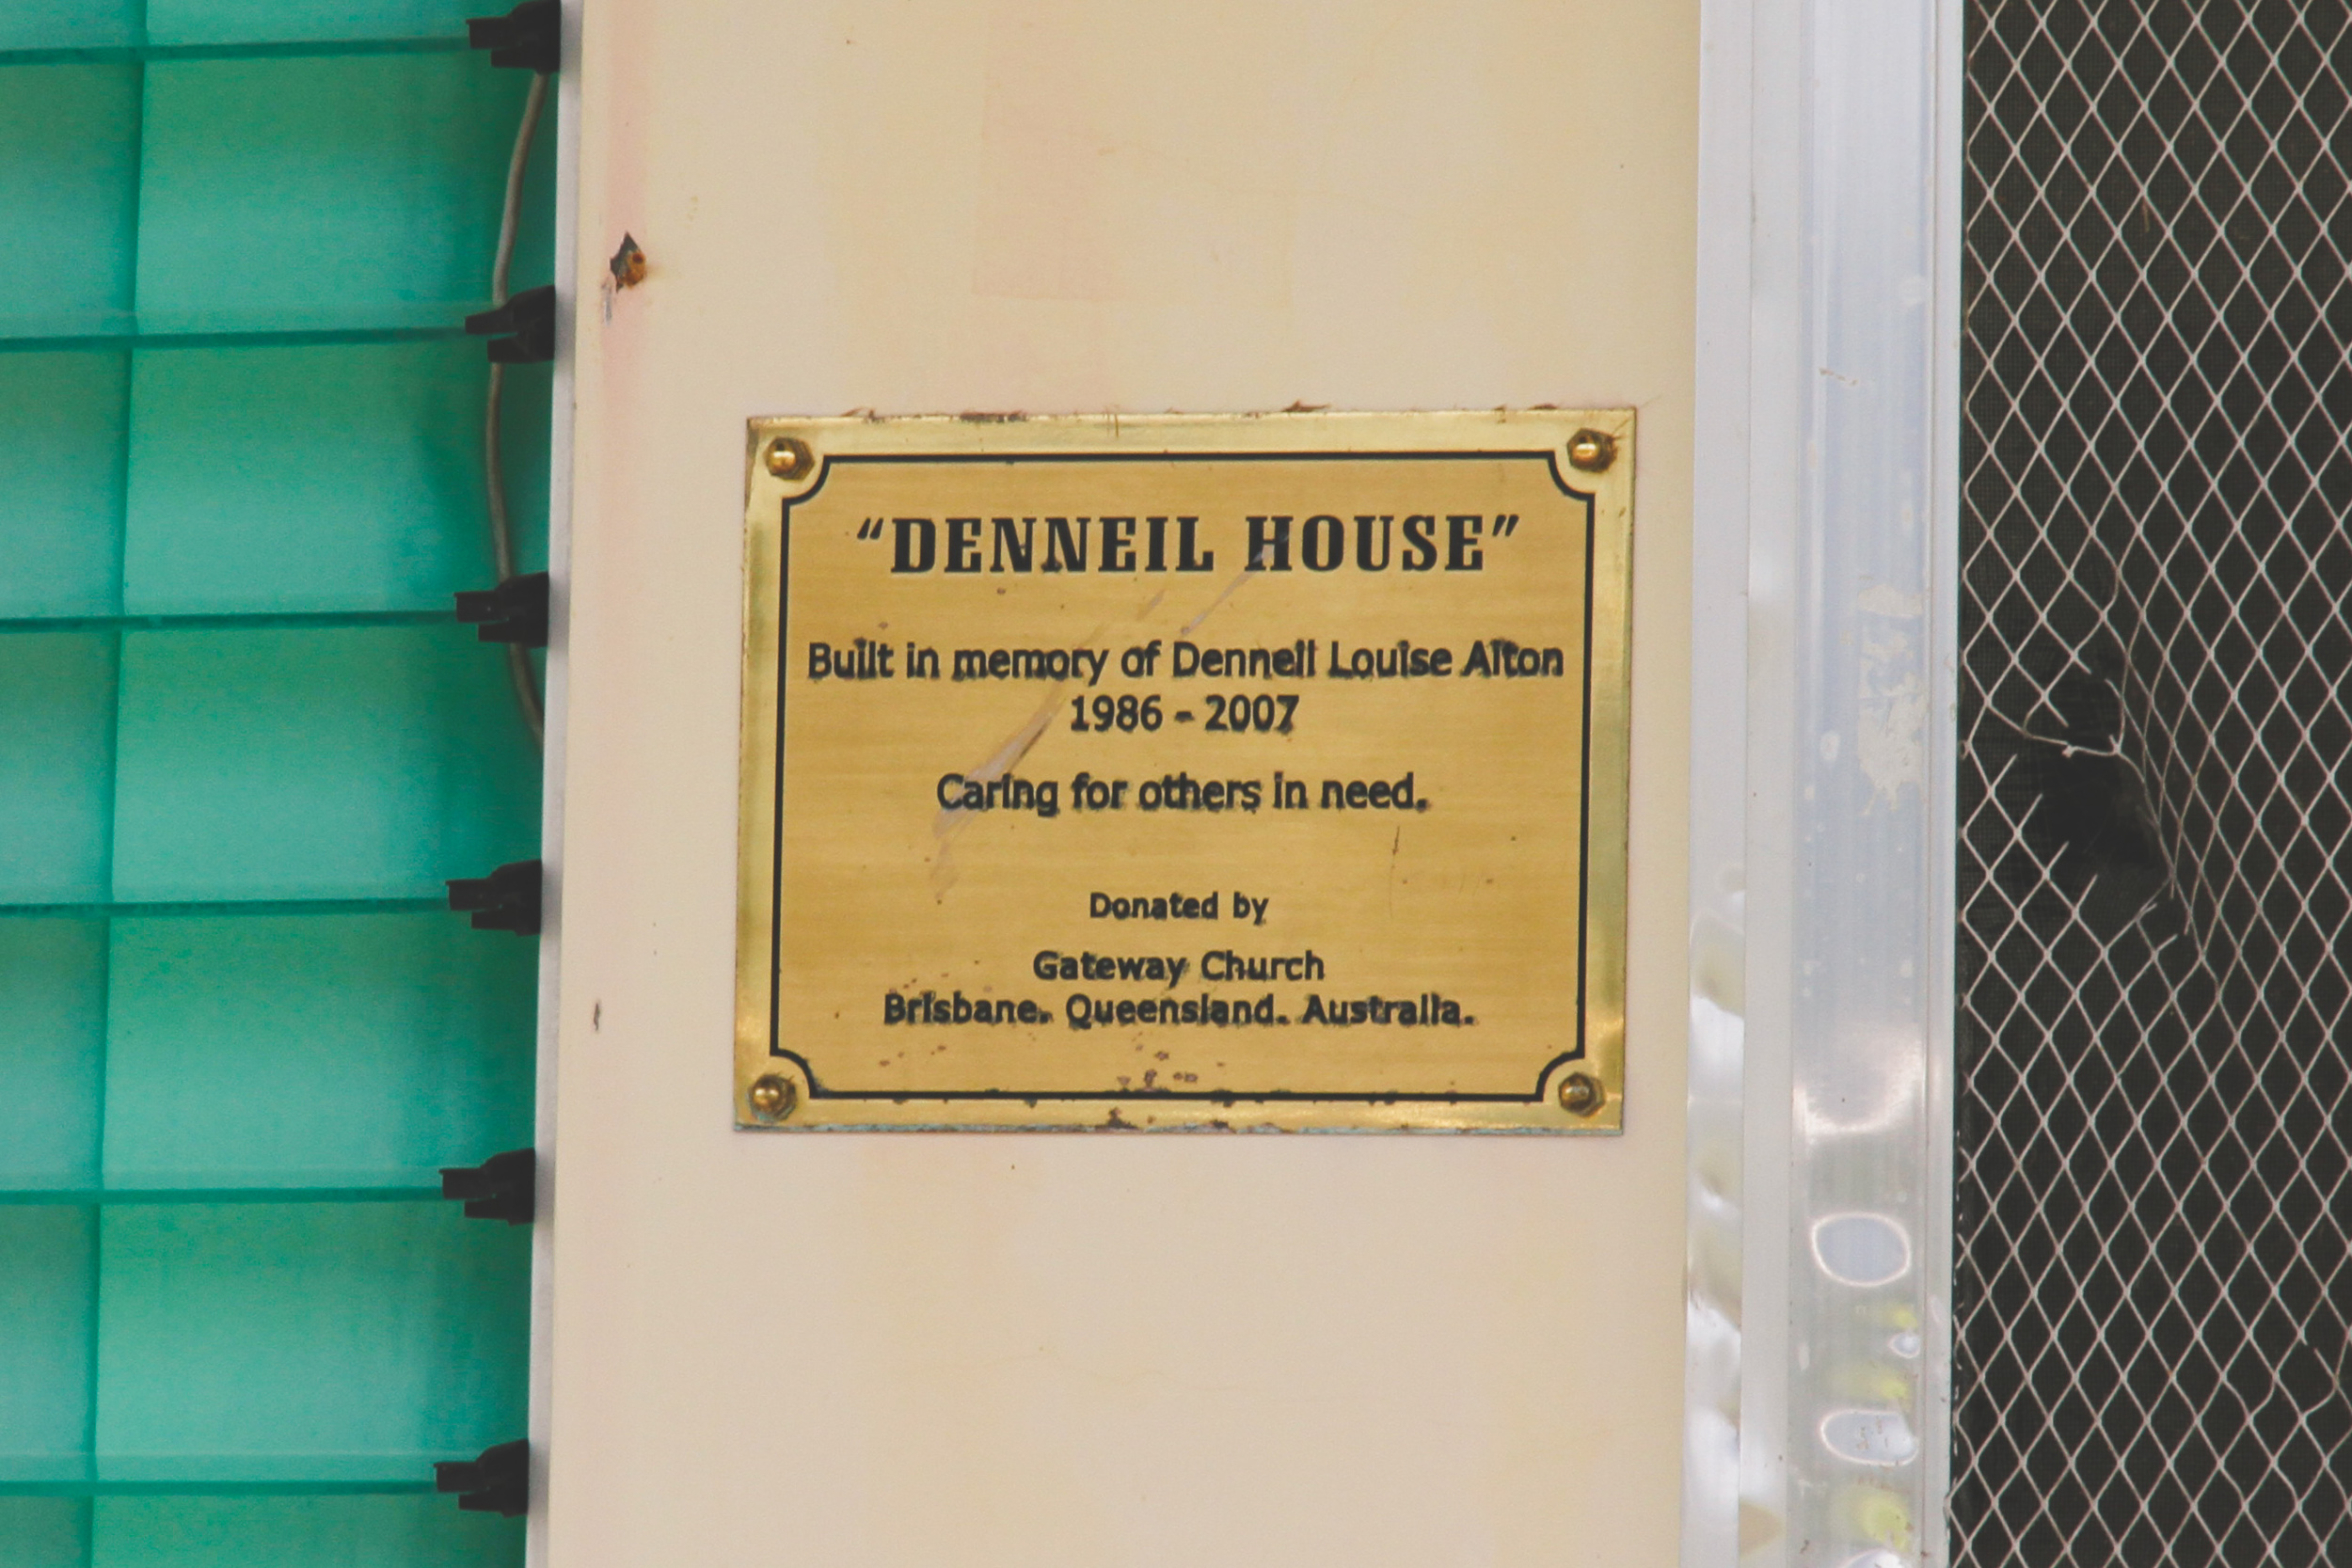 “DENNEIL HOUSE”
Built in memory of Denneil Louise Alton
1986 - 2007
Caring for others in need.
Donated by
Gateway Church
Brisbane. Queensland. Australia.